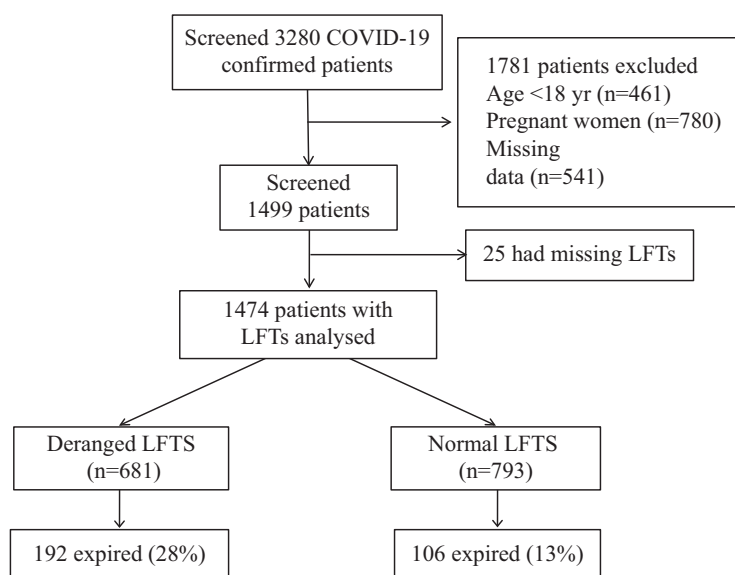 Screened 3280 COVID-19
confirmed patients
1781 patients excluded
Age <18 yr (n=461)
Pregnant women (n=780)
Missing
data (n=541)
Screened
1499 patients
25 had missing LFTs
1474 patients with
LFTs analysed
Deranged LFTS
(n=681)
Normal LFTS
(n=793)
192 expired (28%)
106 expired (13%)